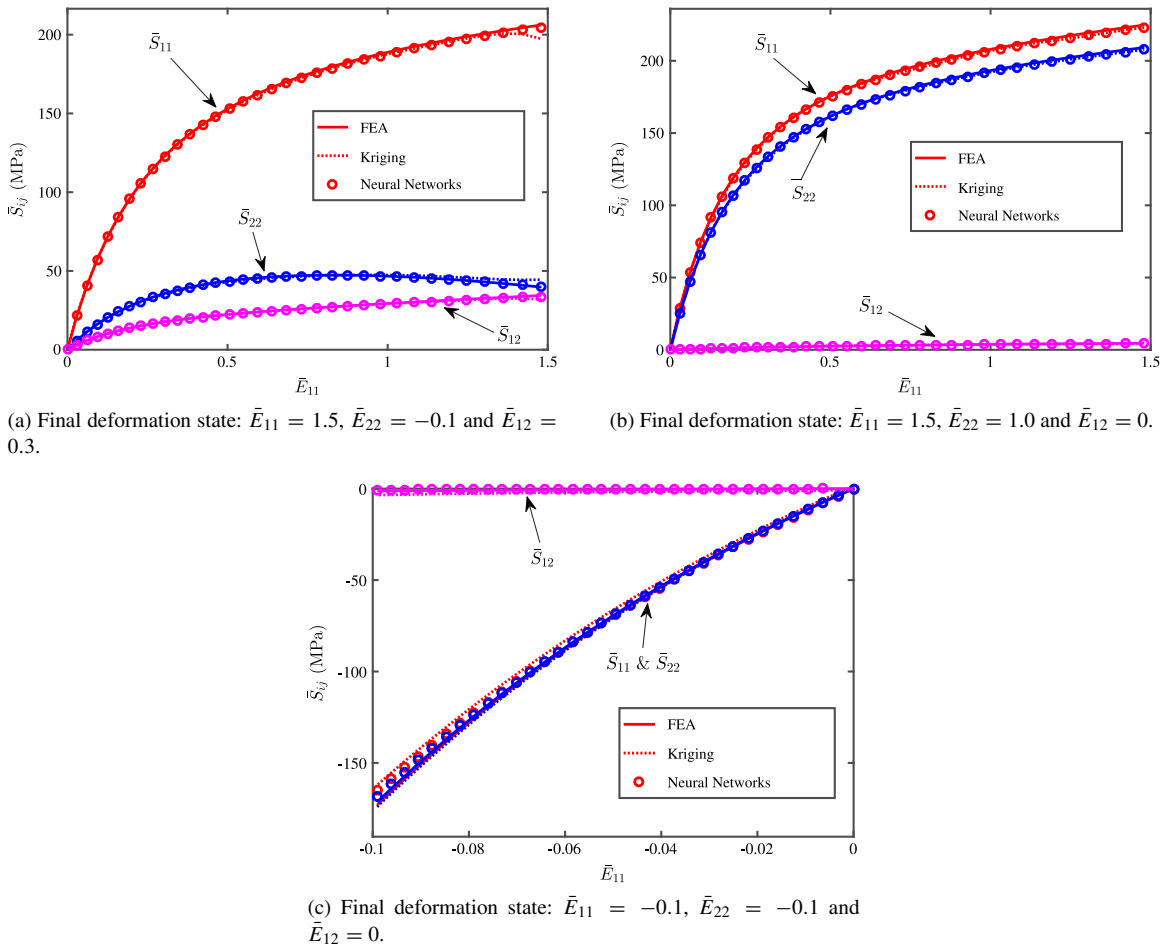 200
150
100
50
0
S̄ᵢⱼ (MPa)
S̄₁₁
S̄₂₂
S̄₁₂
FEA
Kriging
Neural Networks
0 0.5 1 1.5
Ē₁₁
(a) Final deformation state: Ē₁₁ = 1.5, Ē₂₂ = −0.1 and Ē₁₂ =
0.3.
200
150
100
50
0
S̄ᵢⱼ (MPa)
S̄₁₁
S̄₂₂
S̄₁₂
FEA
Kriging
Neural Networks
0 0.5 1 1.5
Ē₁₁
(b) Final deformation state: Ē₁₁ = 1.5, Ē₂₂ = 1.0 and Ē₁₂ = 0.
0
-50
-100
-150
S̄ᵢⱼ (MPa)
S̄₁₂
S̄₁₁ & S̄₂₂
FEA
Kriging
Neural Networks
-0.1 -0.08 -0.06 -0.04 -0.02 0
Ē₁₁
(c) Final deformation state: Ē₁₁ = −0.1, Ē₂₂ = −0.1 and
Ē₁₂ = 0.